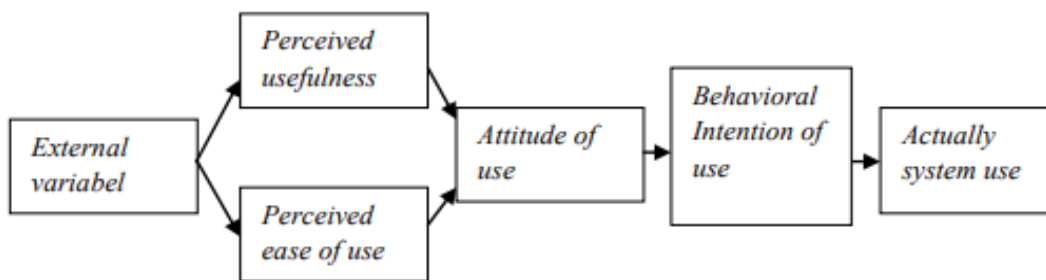 External
variabel
Perceived
usefulness
Perceived
ease of use
Attitude of
use
Behavioral
Intention of
use
Actually
system use